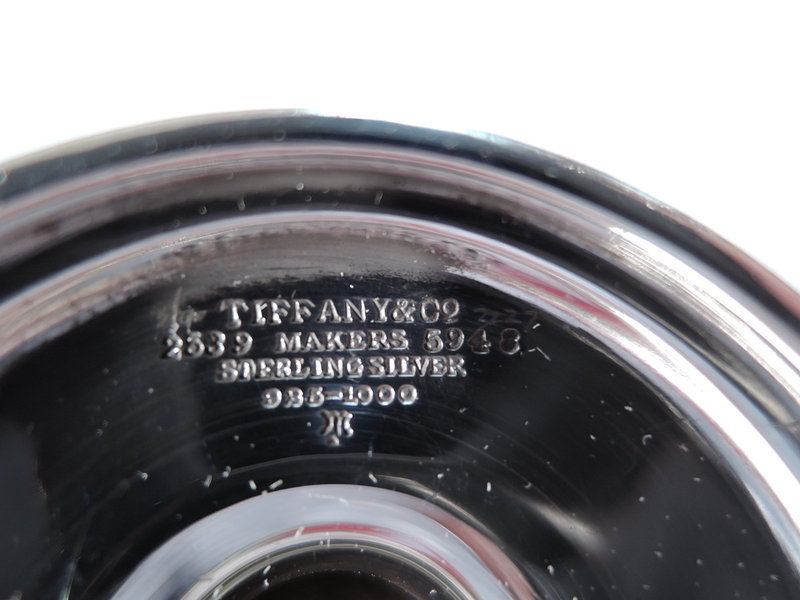 TIFFANY & CO
2339 MAKERS 5948
STERLING SILVER
925-1000
M